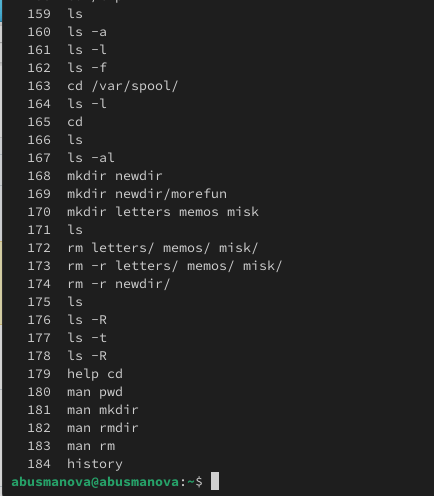 159 ls
160 ls -a
161 ls -l
162 ls -f
163 cd /var/spool/
164 ls -l
165 cd
166 ls
167 ls -al
168 mkdir newdir
169 mkdir newdir/morefun
170 mkdir letters memos misk
171 ls
172 rm letters/ memos/ misk/
173 rm -r letters/ memos/ misk/
174 rm -r newdir/
175 ls
176 ls -R
177 ls -t
178 ls -R
179 help cd
180 man pwd
181 man mkdir
182 man rmdir
183 man rm
184 history
abusmanova@abusmanova:~$